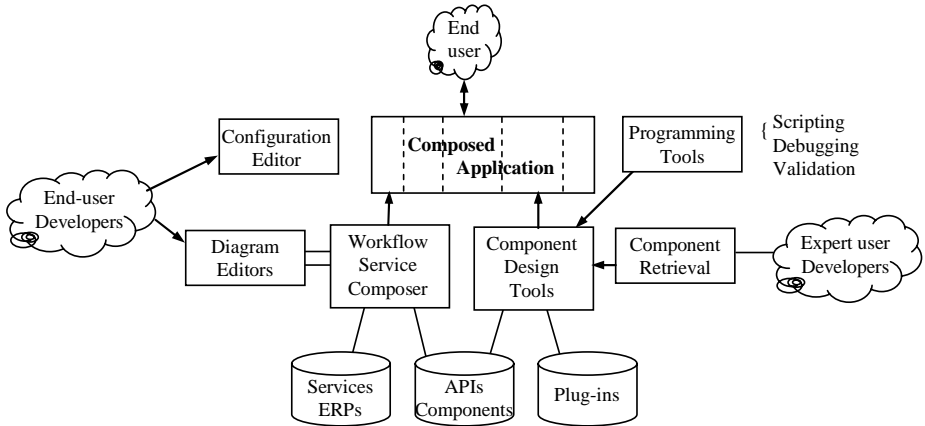 End
user
Configuration
Editor
Composed
Application
Programming
Tools
{ Scripting
Debugging
Validation
End-user
Developers
Diagram
Editors
Workflow
Service
Composer
Component
Design
Tools
Component
Retrieval
Expert user
Developers
Services
ERPs
APIs
Components
Plug-ins